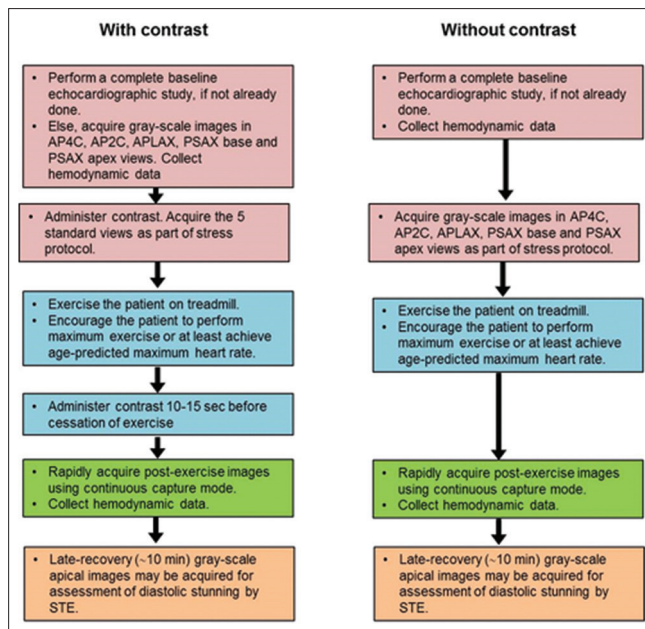 With contrast
• Perform a complete baseline
echocardiographic study, if not already
done.
• Else, acquire gray-scale images in
AP4C, AP2C, APLAX, PSAX base and
PSAX apex views. Collect
hemodynamic data
• Administer contrast. Acquire the 5
standard views as part of stress
protocol.
• Exercise the patient on treadmill.
• Encourage the patient to perform
maximum exercise or at least achieve
age-predicted maximum heart rate.
• Administer contrast 10-15 sec before
cessation of exercise
• Rapidly acquire post-exercise images
using continuous capture mode.
• Collect hemodynamic data.
• Late-recovery (~10 min) gray-scale
apical images may be acquired for
assessment of diastolic stunning by
STE.
Without contrast
• Perform a complete baseline
echocardiographic study, if not already
done.
• Collect hemodynamic data
• Acquire gray-scale images in AP4C,
AP2C, APLAX, PSAX base and PSAX
apex views as part of stress protocol.
• Exercise the patient on treadmill.
• Encourage the patient to perform
maximum exercise or at least achieve
age-predicted maximum heart rate.
• Rapidly acquire post-exercise images
using continuous capture mode.
• Collect hemodynamic data.
• Late-recovery (~10 min) gray-scale
apical images may be acquired for
assessment of diastolic stunning by
STE.